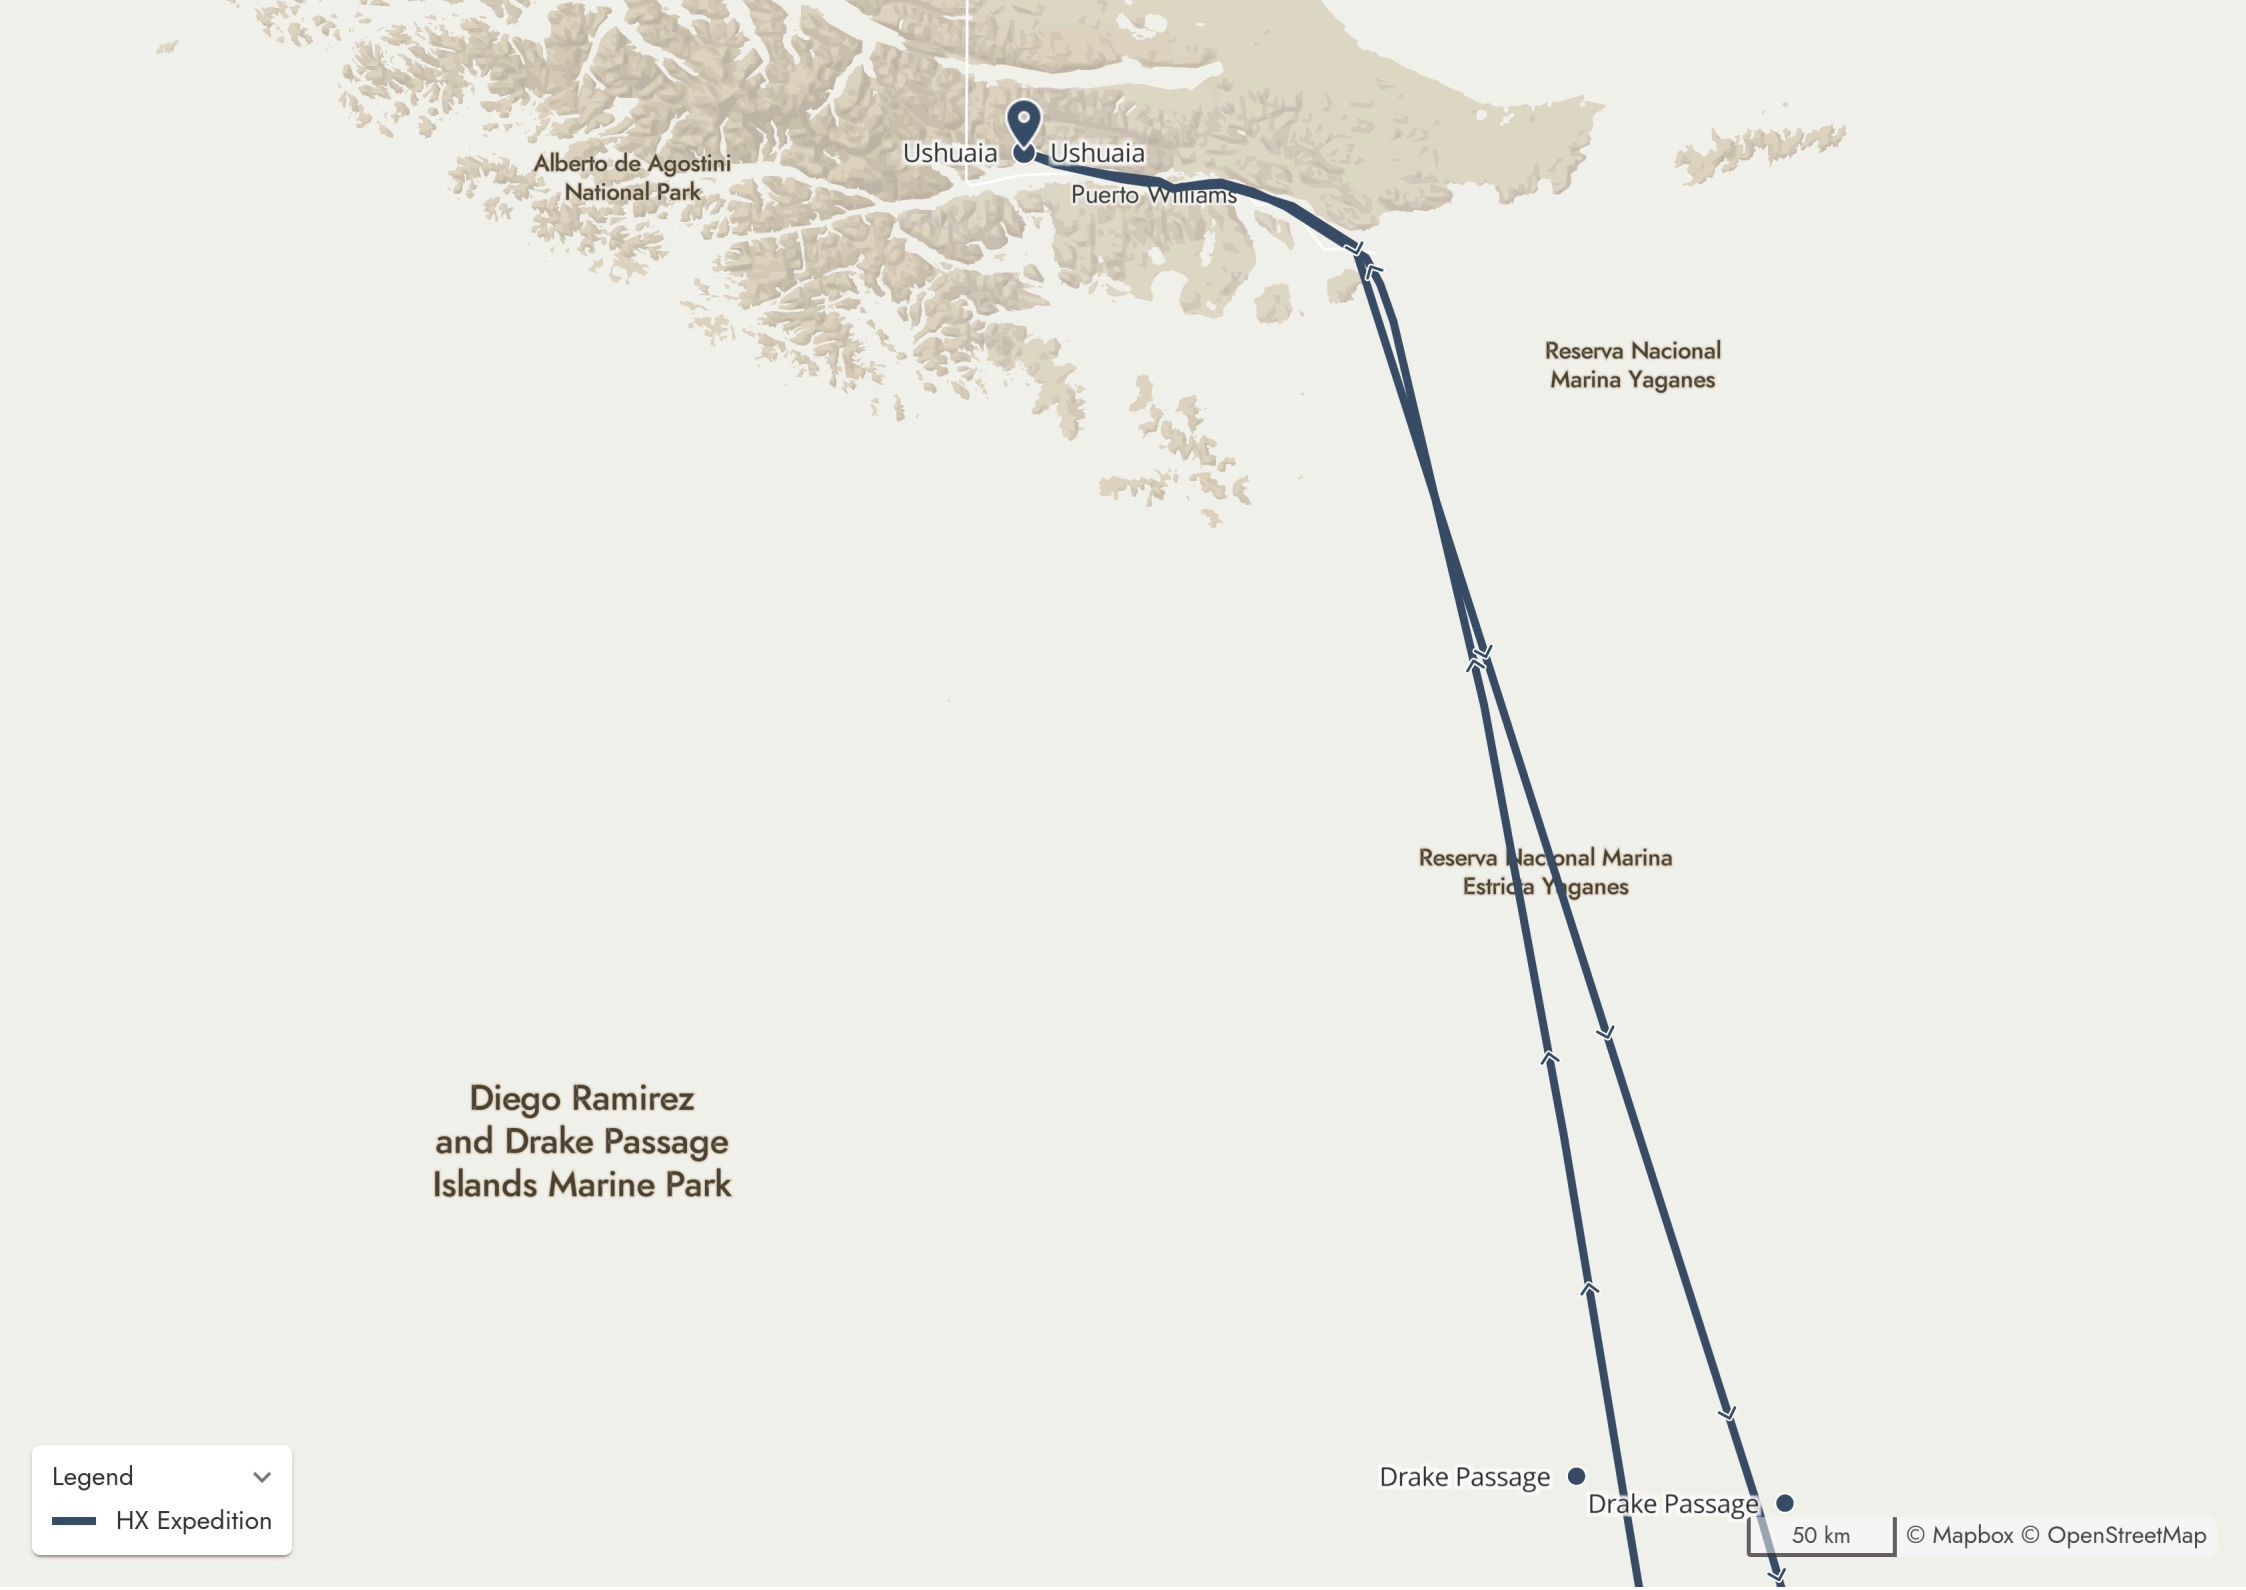 Ushuaia
Ushuaia
Alberto de Agostini
National Park
Puerto Williams
Reserva Nacional
Marina Yaganes
Reserva Nacional Marina
Estricta Yaganes
Diego Ramirez
and Drake Passage
Islands Marine Park
Drake Passage
Drake Passage
Legend
HX Expedition
50 km
© Mapbox © OpenStreetMap